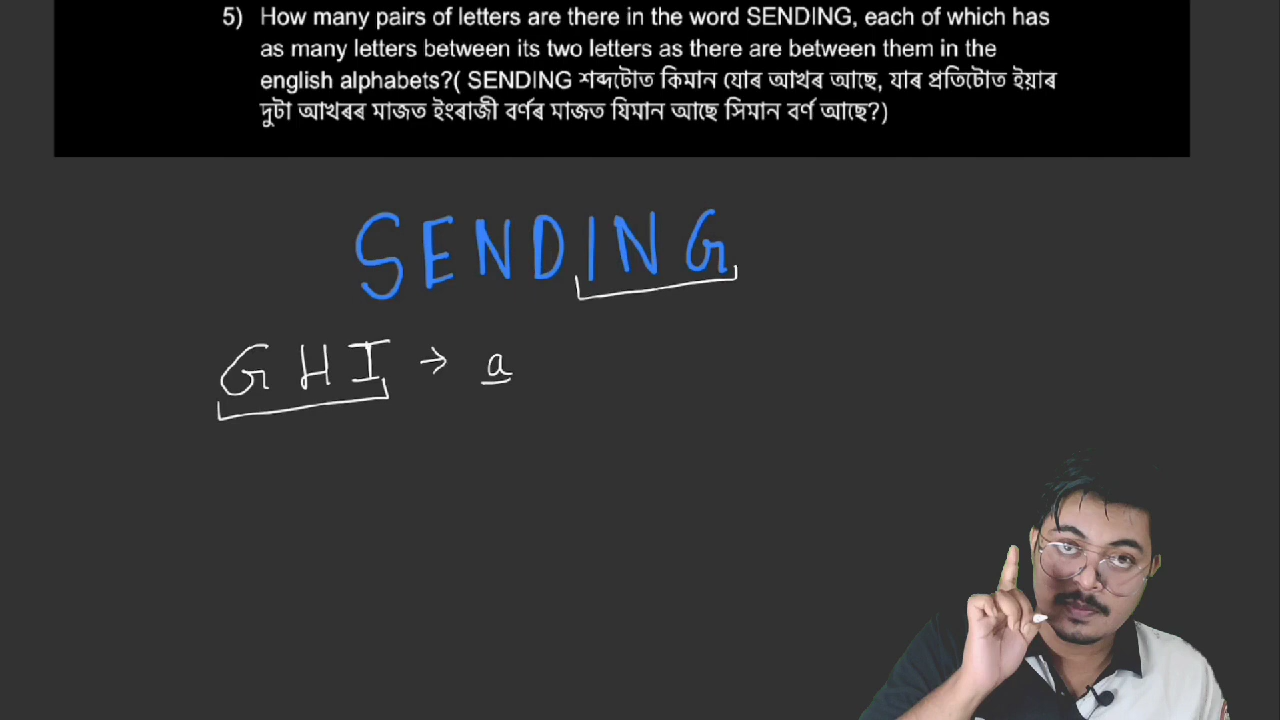 5) How many pairs of letters are there in the word SENDING, each of which has
as many letters between its two letters as there are between them in the
english alphabets?( SENDING শব্দটোত কিমান যোৰ আখৰ আছে, যাৰ প্ৰতিটোত ইয়াৰ
দুটা আখৰৰ মাজত ইংৰাজী বৰ্ণৰ মাজত যিমান আছে সিমান বৰ্ণ আছে?)
SENDING
GHI → a